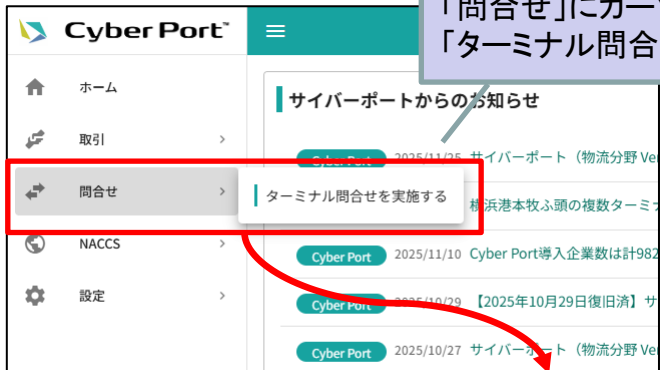 「問合せ」にカー
「ターミナル問合
Cyber Port
ホーム
取引
問合せ
NACCS
設定
ターミナル問合せを実施する
サイバーポートからのお知らせ
Cyber Port 2025/11/25 サイバーポート（物流分野 Ver
横浜港本牧ふ頭の複数ターミ
Cyber Port 2025/11/10 Cyber Port導入企業数は計982
Cyber Port 2025/10/29 【2025年10月29日復旧済】サ
Cyber Port 2025/10/27 サイバーポート（物流分野 Ver